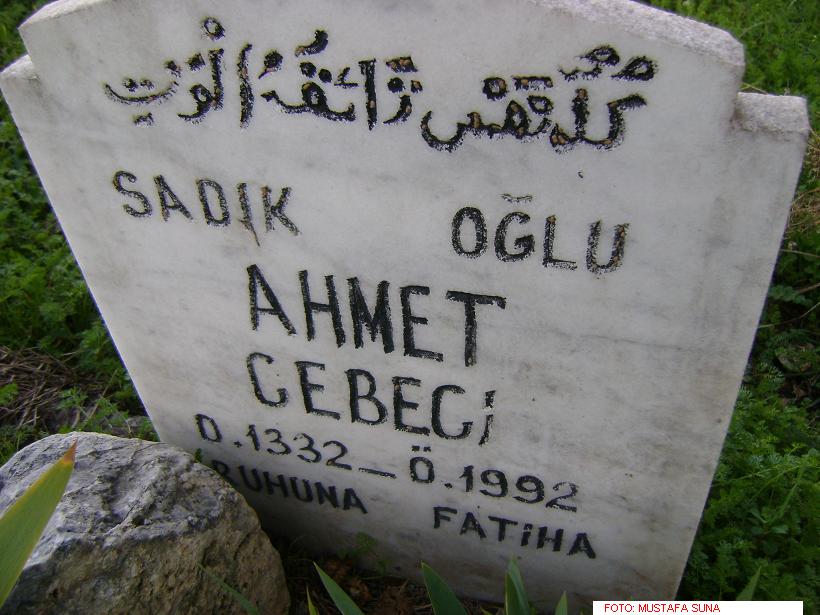 كل نفس ذائقة الموت
SADIK OĞLU
AHMET
CEBECİ
D.1332_Ö.1992
RUHUNA FATİHA
FOTO: MUSTAFA SUNA